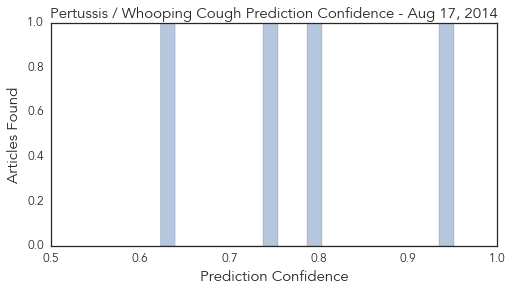 Pertussis / Whooping Cough Prediction Confidence - Aug 17, 2014
1.0
0.8
0.6
0.4
0.2
0.0
Articles Found
0.5 0.6 0.7 0.8 0.9 1.0
Prediction Confidence